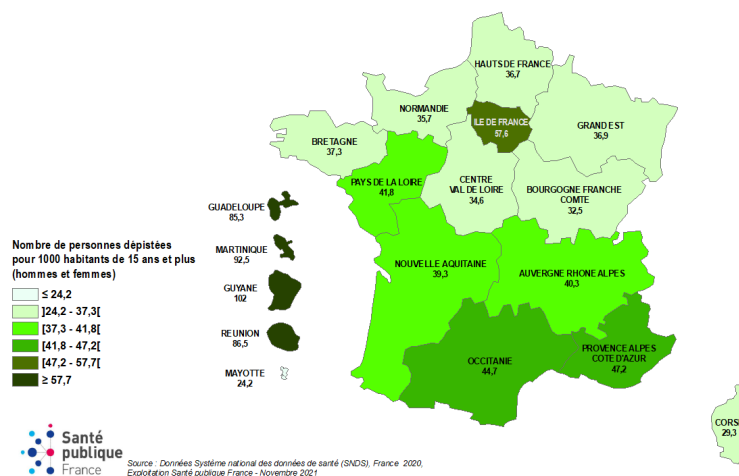 HAUTS DE FRANCE
36,7
NORMANDIE
35,7
ILE DE FRANCE
57,6
GRAND EST
36,9
BRETAGNE
37,3
PAYS DE LA LOIRE
41,8
CENTRE
VAL DE LOIRE
34,6
BOURGOGNE FRANCHE
COMTE
32,5
GUADELOUPE
85,3
MARTINIQUE
92,5
GUYANE
102
REUNION
86,5
MAYOTTE
24,2
NOUVELLE AQUITAINE
39,3
AUVERGNE RHONE ALPES
40,3
OCCITANIE
44,7
PROVENCE ALPES
COTE D'AZUR
47,2
CORS
29,3
Nombre de personnes dépistées
pour 1000 habitants de 15 ans et plus
(hommes et femmes)
≤ 24,2
]24,2 - 37,3[
[37,3 - 41,8[
[41,8 - 47,2[
[47,2 - 57,7[
≥ 57,7
Santé
publique
France
Source : Données Système national des données de santé (SNDS), France 2020,
Exploitation Santé publique France - Novembre 2021